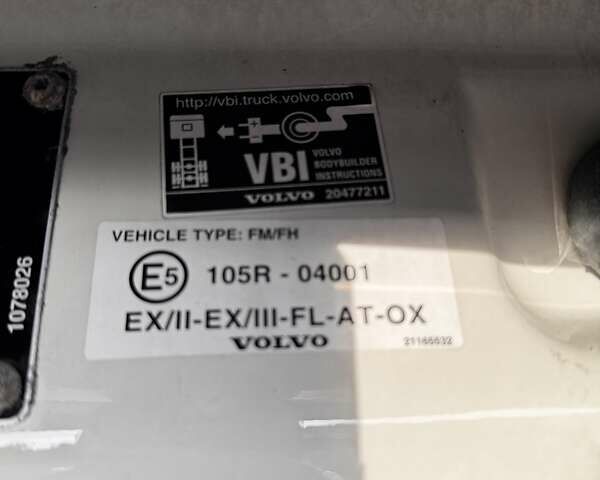 http://vbi.truck.volvo.com
VBI
VOLVO
BODYBUILDER
INSTRUCTIONS
VOLVO 20477211
VEHICLE TYPE: FM/FH
E5 105R - 04001
EX/II-EX/III-FL-AT-OX
VOLVO
1078026